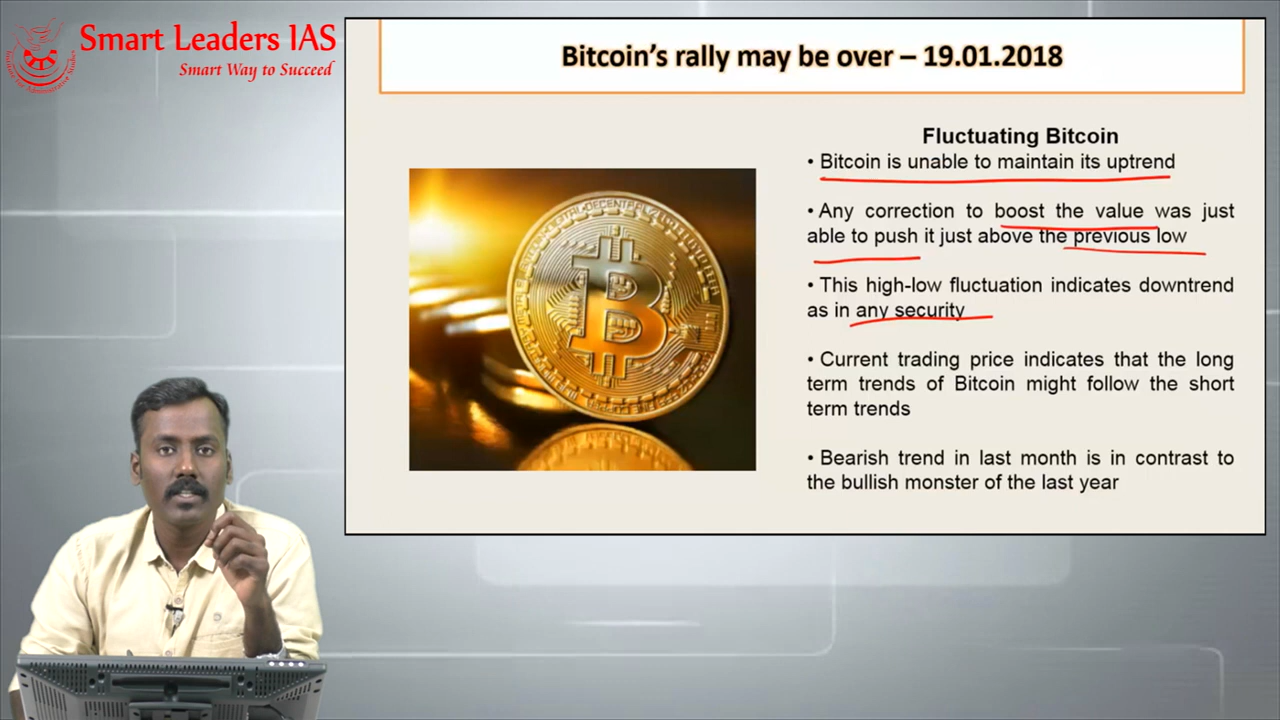 Smart Leaders IAS
Smart Way to Succeed
Bitcoin's rally may be over – 19.01.2018
Fluctuating Bitcoin
• Bitcoin is unable to maintain its uptrend
• Any correction to boost the value was just
able to push it just above the previous low
• This high-low fluctuation indicates downtrend
as in any security
• Current trading price indicates that the long
term trends of Bitcoin might follow the short
term trends
• Bearish trend in last month is in contrast to
the bullish monster of the last year